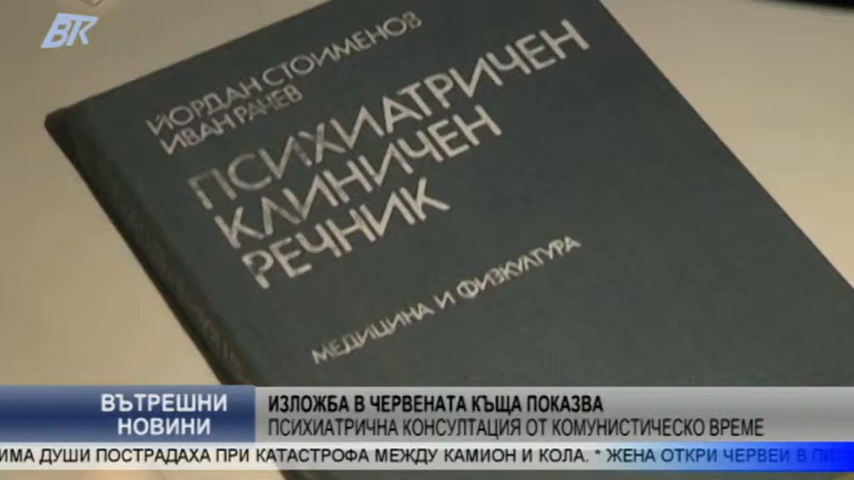 BTK
ЙОРДАН СТОИМЕНОВ
ИВАН РАЧЕВ
ПСИХИАТРИЧЕН
КЛИНИЧЕН
РЕЧНИК
МЕДИЦИНА И ФИЗКУЛТУРА
ВЪТРЕШНИ
НОВИНИ
ИЗЛОЖБА В ЧЕРВЕНАТА КЪЩА ПОКАЗВА
ПСИХИАТРИЧНА КОНСУЛТАЦИЯ ОТ КОМУНИСТИЧЕСКО ВРЕМЕ
ДУШИ ПОСТРАДАХА ПРИ КАТАСТРОФА МЕЖДУ КАМИОН И КОЛА. * ЖЕНА ОТКРИ ЧЕРВЕИ В